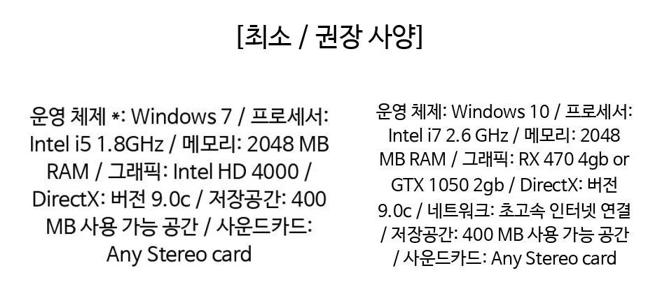 [최소 / 권장 사양]
운영 체제 *: Windows 7 / 프로세서:
Intel i5 1.8GHz / 메모리: 2048 MB
RAM / 그래픽: Intel HD 4000 /
DirectX: 버전 9.0c / 저장공간: 400
MB 사용 가능 공간 / 사운드카드:
Any Stereo card
운영 체제: Windows 10 / 프로세서:
Intel i7 2.6 GHz / 메모리: 2048
MB RAM / 그래픽: RX 470 4gb or
GTX 1050 2gb / DirectX: 버전
9.0c / 네트워크: 초고속 인터넷 연결
/ 저장공간: 400 MB 사용 가능 공간
/ 사운드카드: Any Stereo card